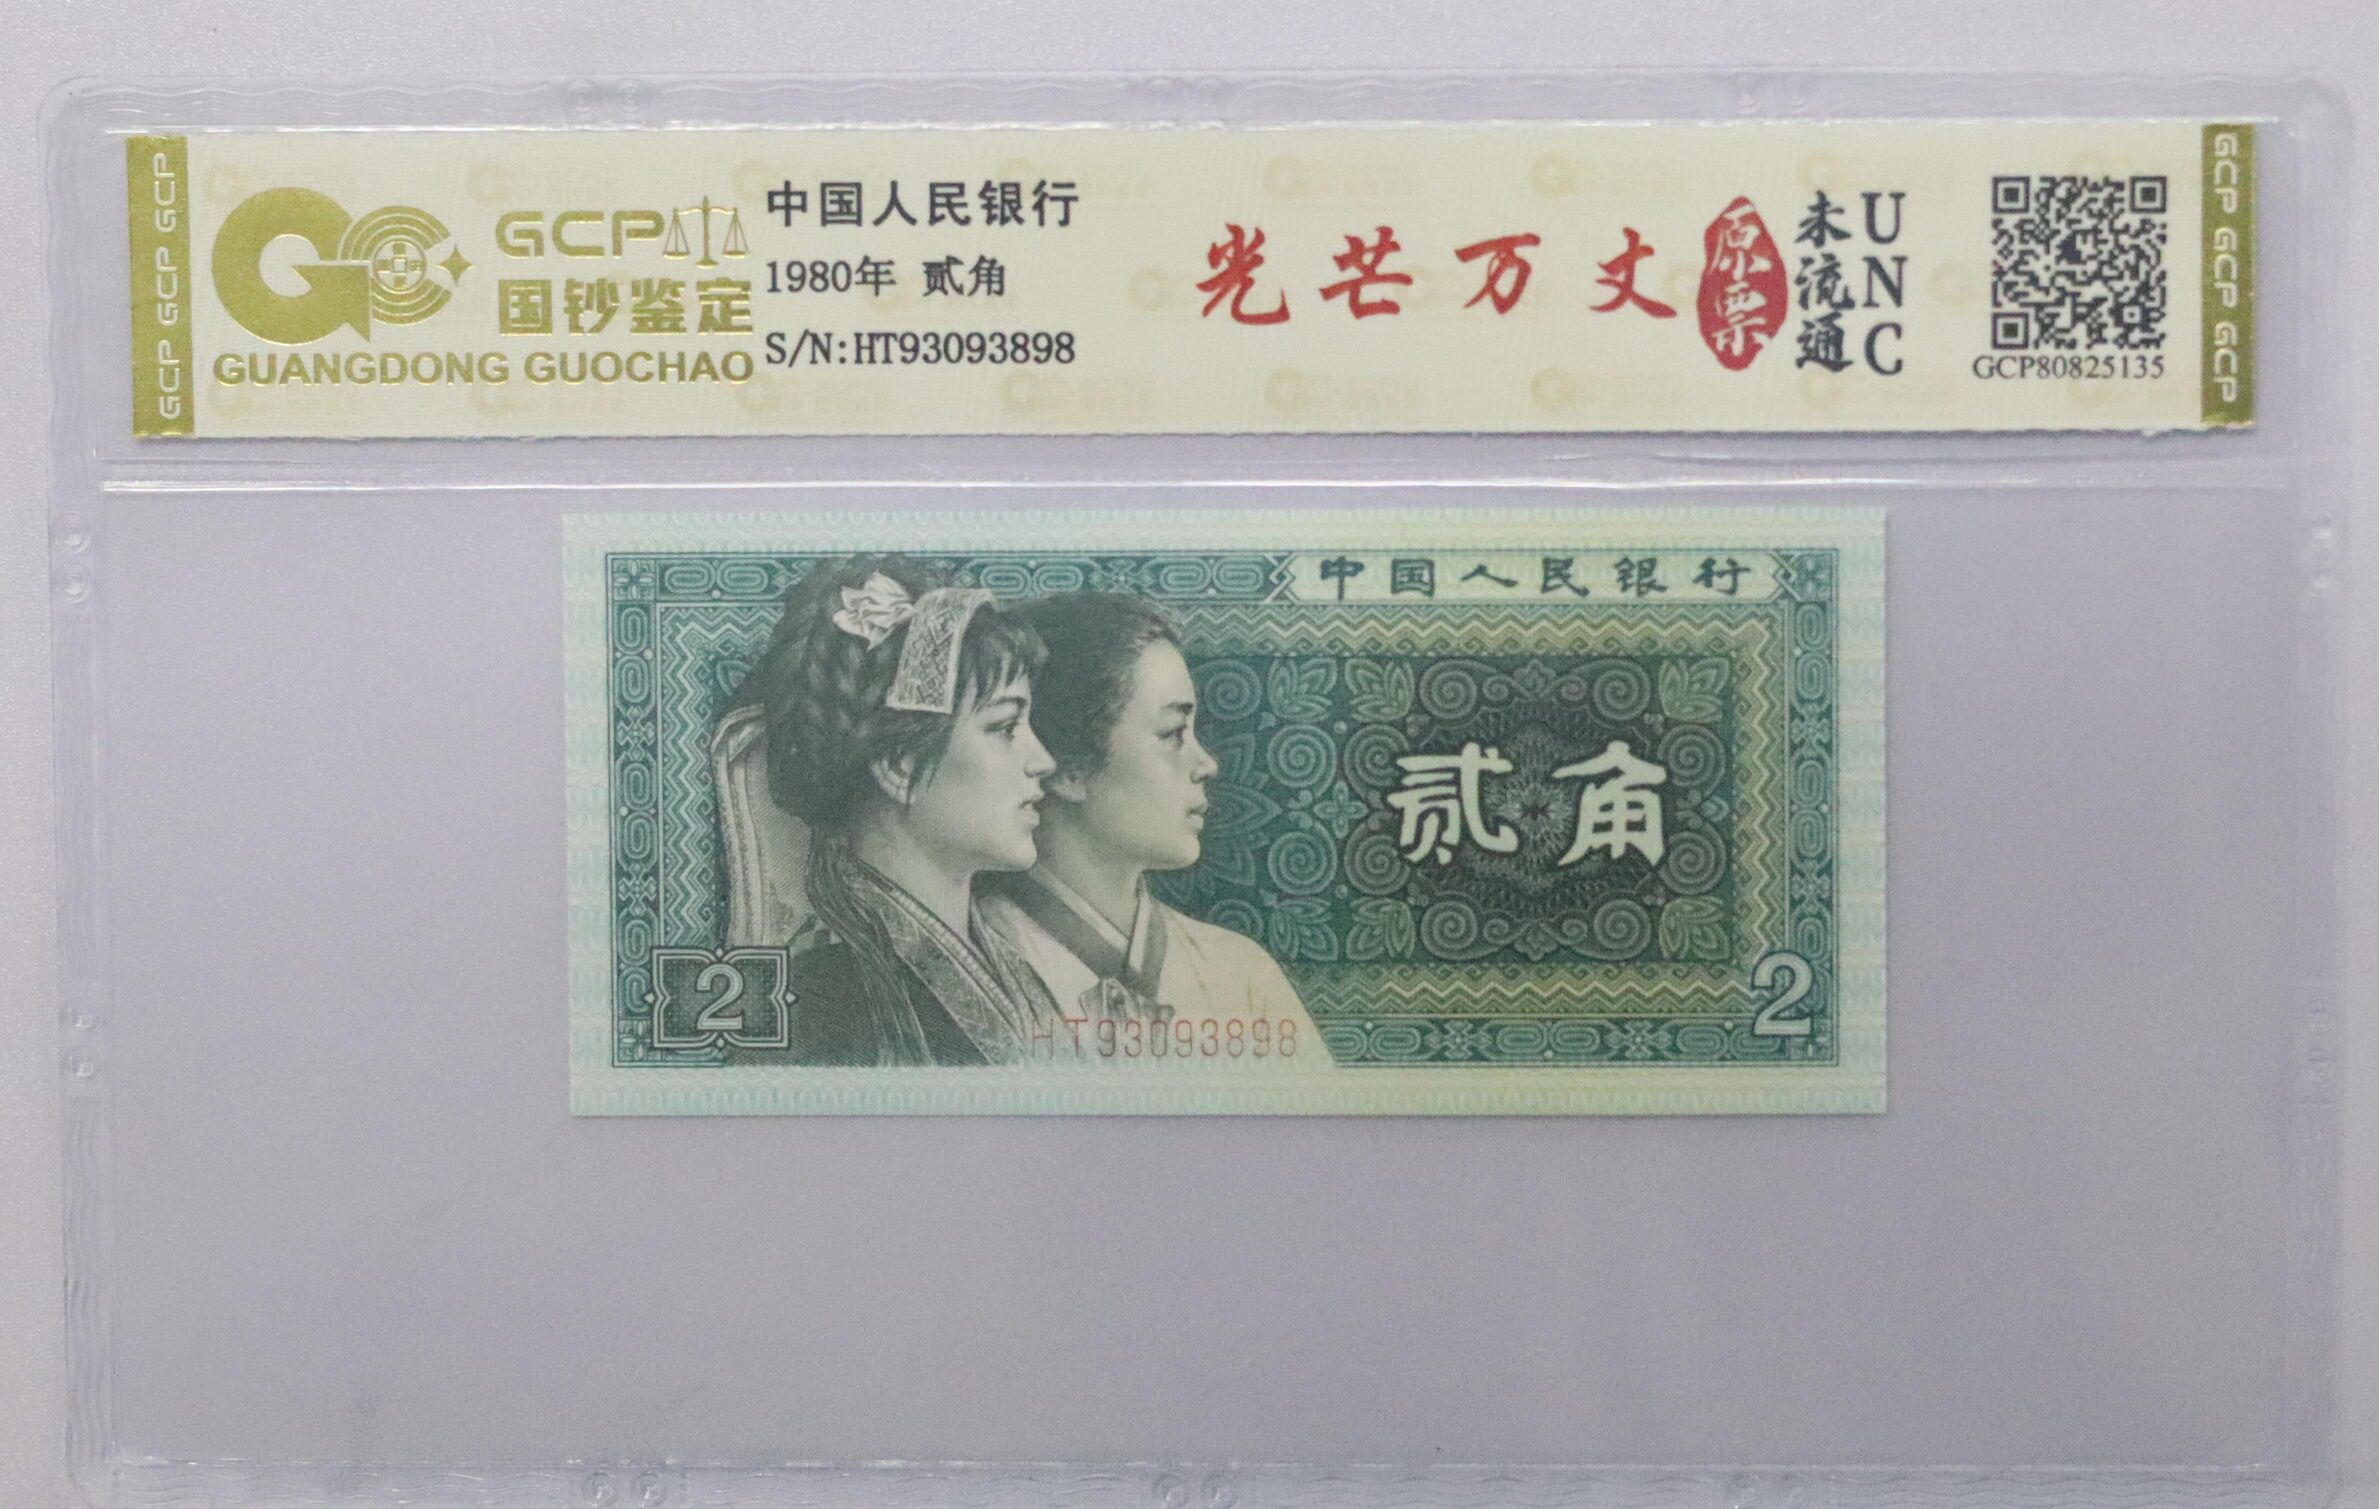 GCP GCP GCP
GCP
国钞鉴定
GUANGDONG GUOCHAO
中国人民银行
1980年 贰角
S/N:HT93093898
光芒万丈
原票
未流通
UNC
GCP80825135
GCP GCP GCP
中国人民银行
贰角
2
2
HT93093898